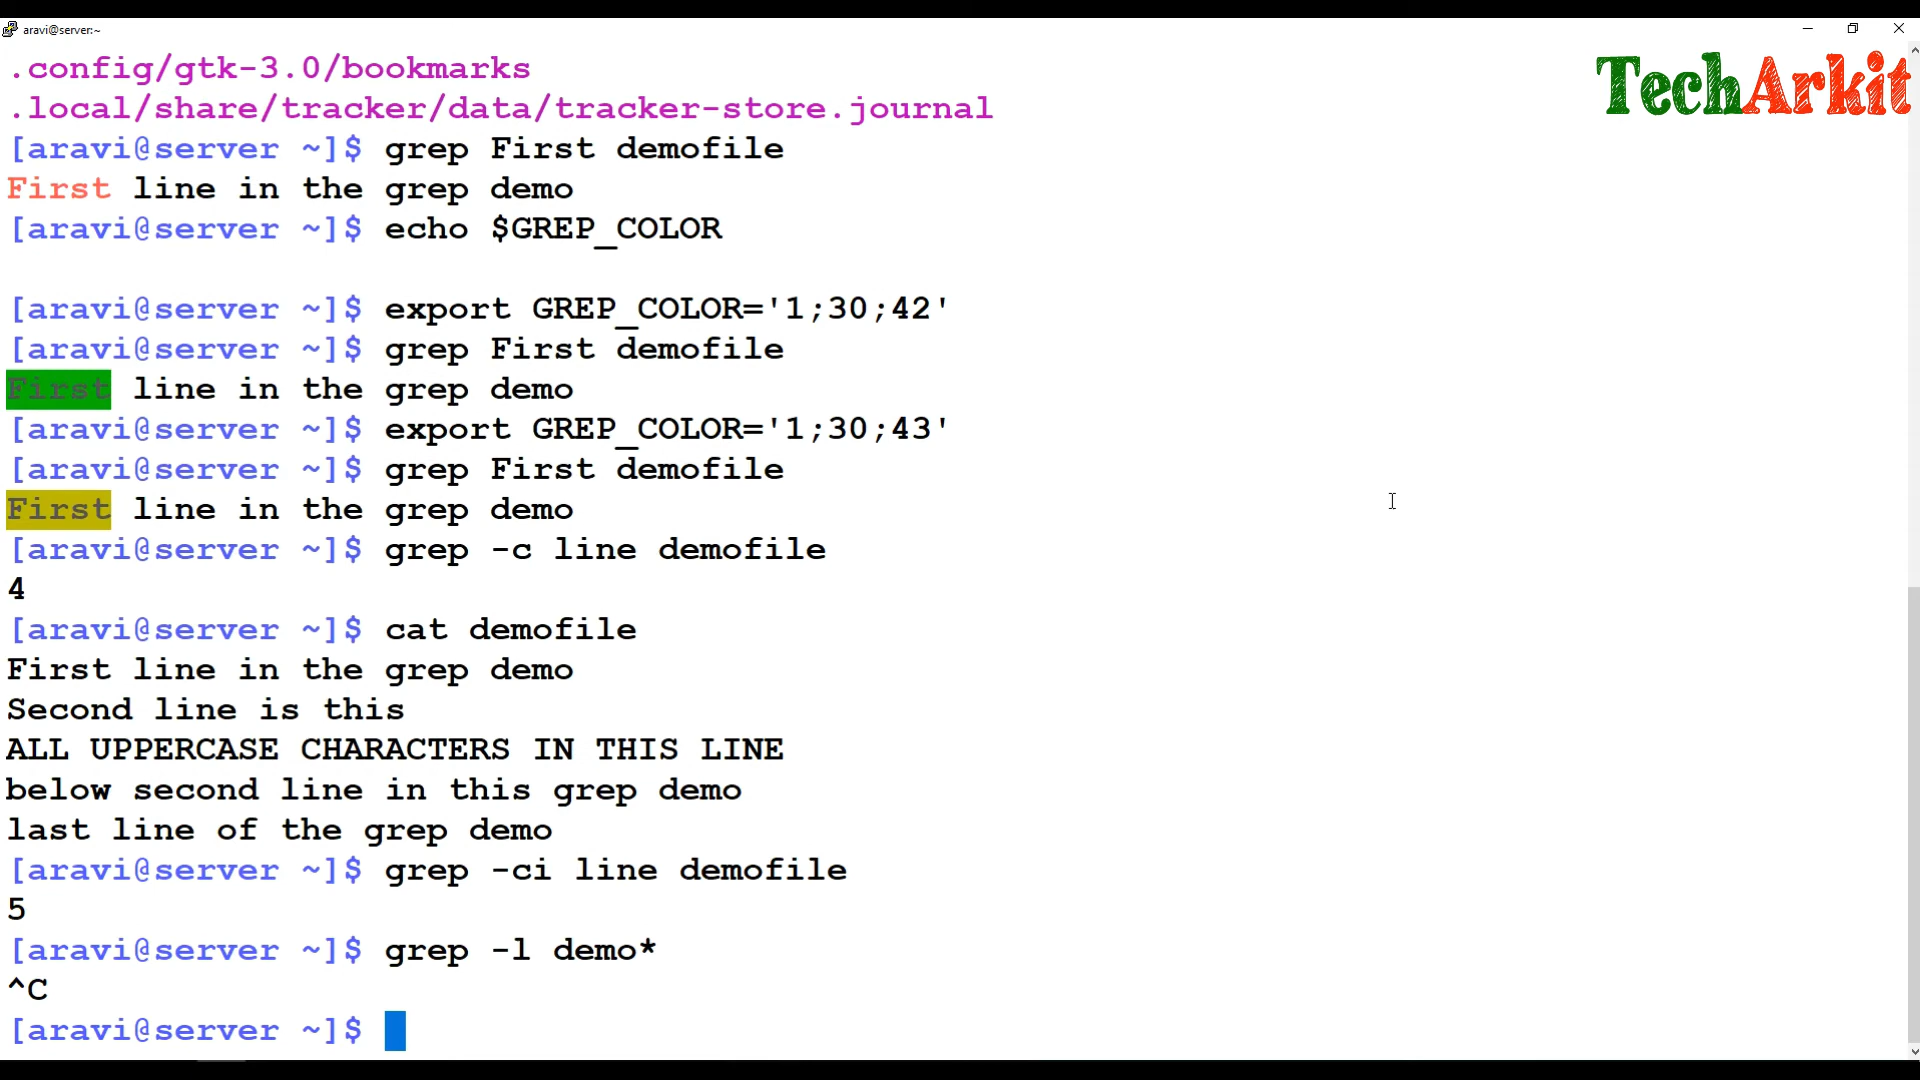 aravi@server:~
TechArkit
.config/gtk-3.0/bookmarks
.local/share/tracker/data/tracker-store.journal
[aravi@server ~]$ grep First demofile
First line in the grep demo
[aravi@server ~]$ echo $GREP_COLOR
[aravi@server ~]$ export GREP_COLOR='1;30;42'
[aravi@server ~]$ grep First demofile
First line in the grep demo
[aravi@server ~]$ export GREP_COLOR='1;30;43'
[aravi@server ~]$ grep First demofile
First line in the grep demo
[aravi@server ~]$ grep -c line demofile
4
[aravi@server ~]$ cat demofile
First line in the grep demo
Second line is this
ALL UPPERCASE CHARACTERS IN THIS LINE
below second line in this grep demo
last line of the grep demo
[aravi@server ~]$ grep -ci line demofile
5
[aravi@server ~]$ grep -l demo*
^C
[aravi@server ~]$